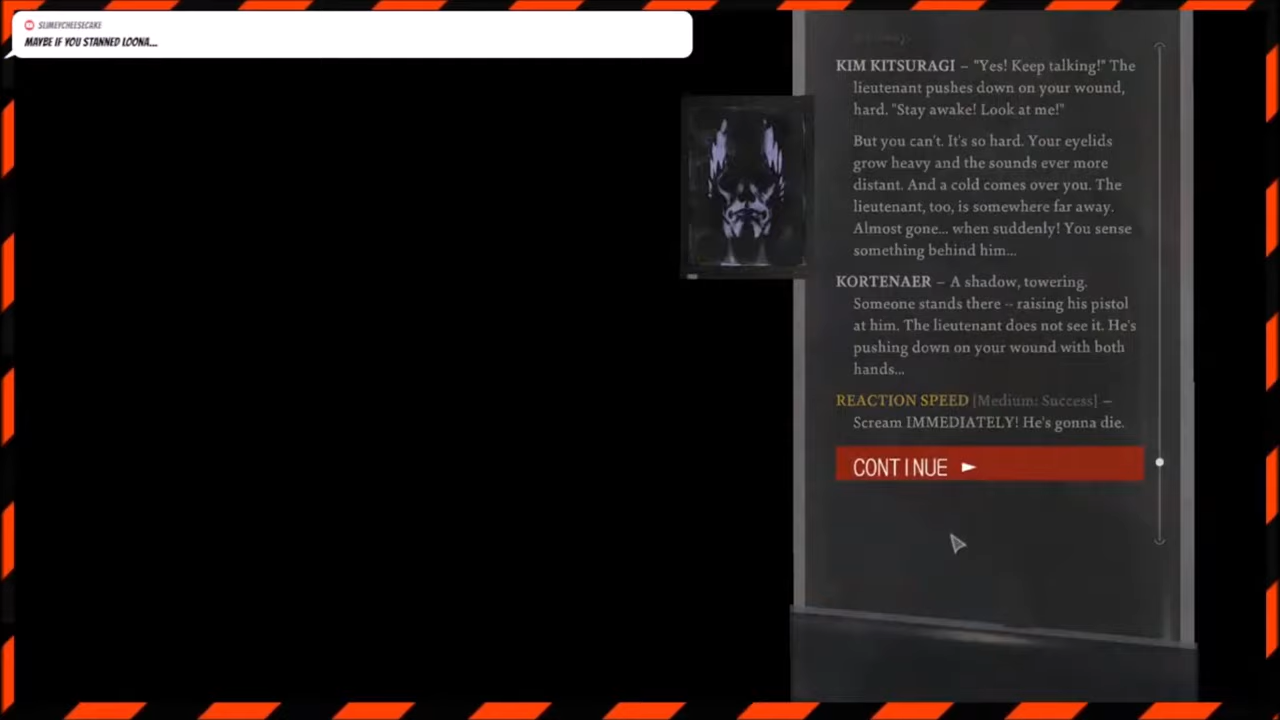 SLIMEYCHEESECAKE
MAYBE IF YOU STANNED LOONA...
KIM KITSURAGI – "Yes! Keep talking!" The
lieutenant pushes down on your wound,
hard. "Stay awake! Look at me!"
But you can't. It's so hard. Your eyelids
grow heavy and the sounds ever more
distant. And a cold comes over you. The
lieutenant, too, is somewhere far away.
Almost gone... when suddenly! You sense
something behind him...
KORTENAER – A shadow, towering.
Someone stands there -- raising his pistol
at him. The lieutenant does not see it. He's
pushing down on your wound with both
hands...
REACTION SPEED [Medium: Success] –
Scream IMMEDIATELY! He's gonna die.
CONTINUE